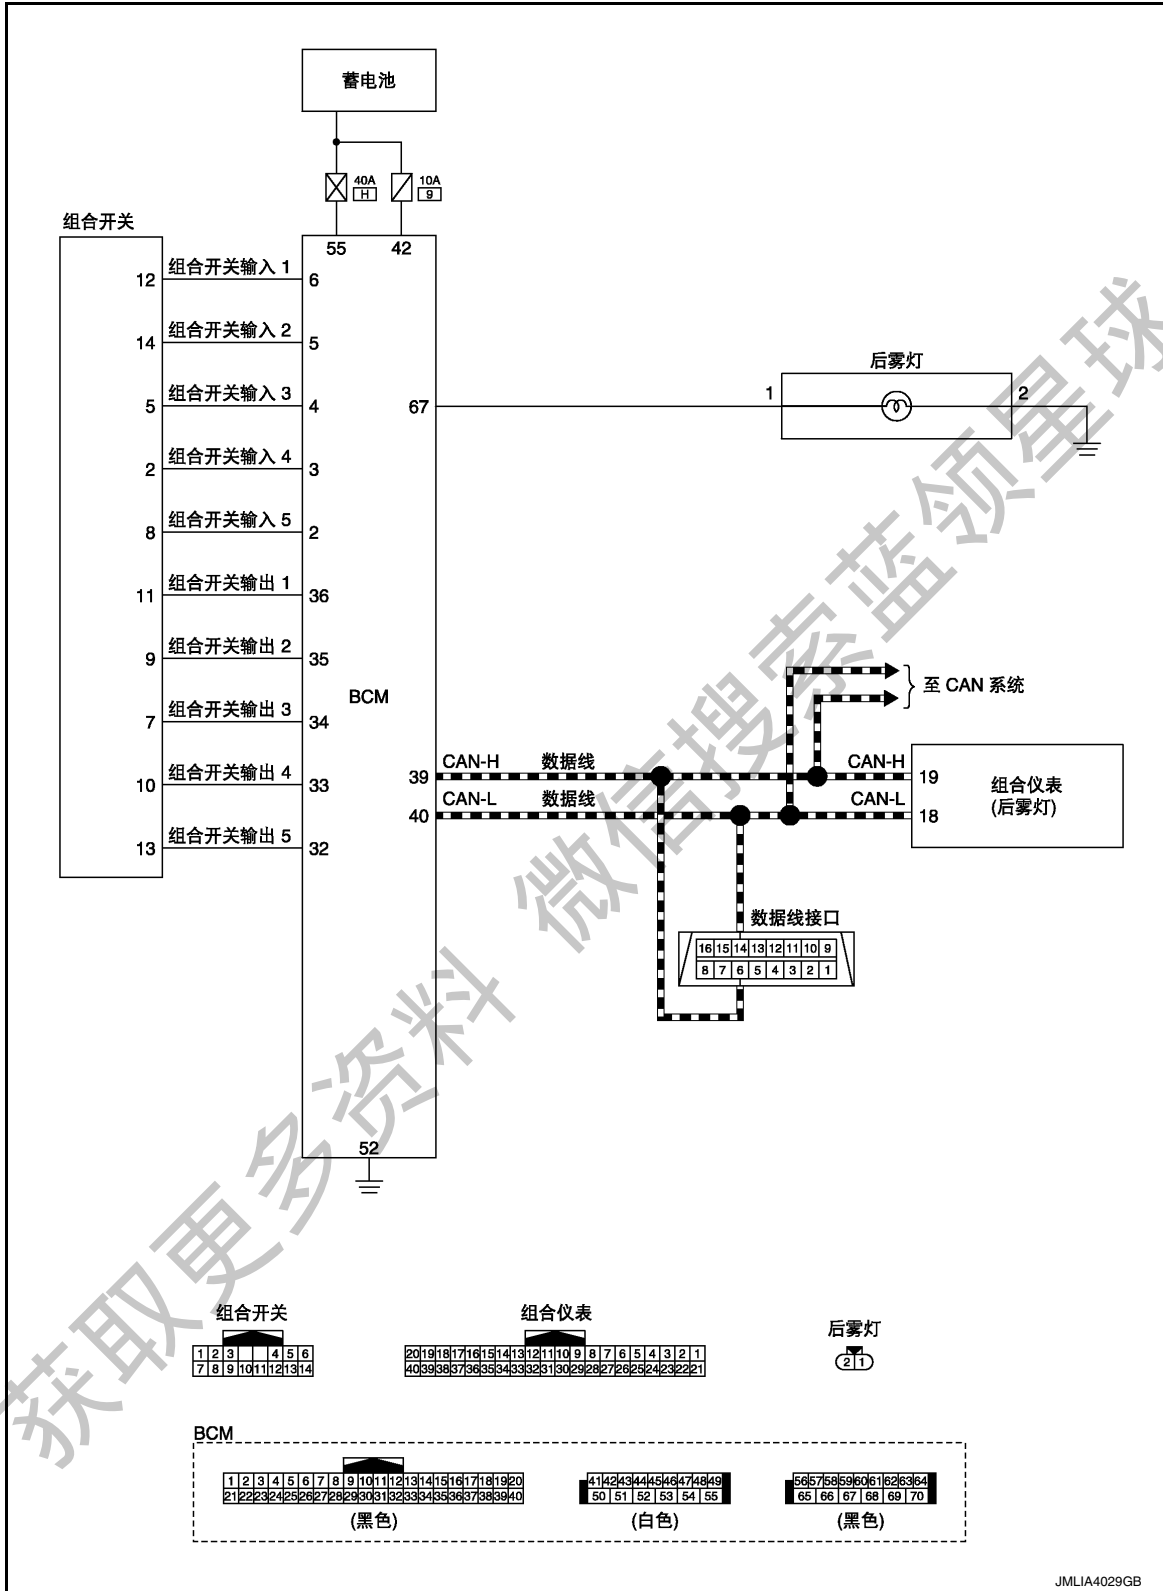 蓄电池
40A
H
10A
9
组合开关
55
42
12 组合开关输入 1 6
14 组合开关输入 2 5
5 组合开关输入 3 4
67
后雾灯
1
2
2 组合开关输入 4 3
8 组合开关输入 5 2
11 组合开关输出 1 36
9 组合开关输出 2 35
BCM
至 CAN 系统
7 组合开关输出 3 34
39 CAN-H 数据线 CAN-H 19
组合仪表
(后雾灯)
10 组合开关输出 4 33
40 CAN-L 数据线 CAN-L 18
13 组合开关输出 5 32
数据线接口
16 15 14 13 12 11 10 9
8 7 6 5 4 3 2 1
52
获取更多资料 微信搜索蓝领星球
组合开关
1 2 3 4 5 6
7 8 9 10 11 12 13 14
组合仪表
20 19 18 17 16 15 14 13 12 11 10 9 8 7 6 5 4 3 2 1
40 39 38 37 36 35 34 33 32 31 30 29 28 27 26 25 24 23 22 21
后雾灯
2 1
BCM
1 2 3 4 5 6 7 8 9 10 11 12 13 14 15 16 17 18 19 20
21 22 23 24 25 26 27 28 29 30 31 32 33 34 35 36 37 38 39 40
(黑色)
41 42 43 44 45 46 47 48 49
50 51 52 53 54 55
(白色)
56 57 58 59 60 61 62 63 64
65 66 67 68 69 70
(黑色)
JMLIA4029GB